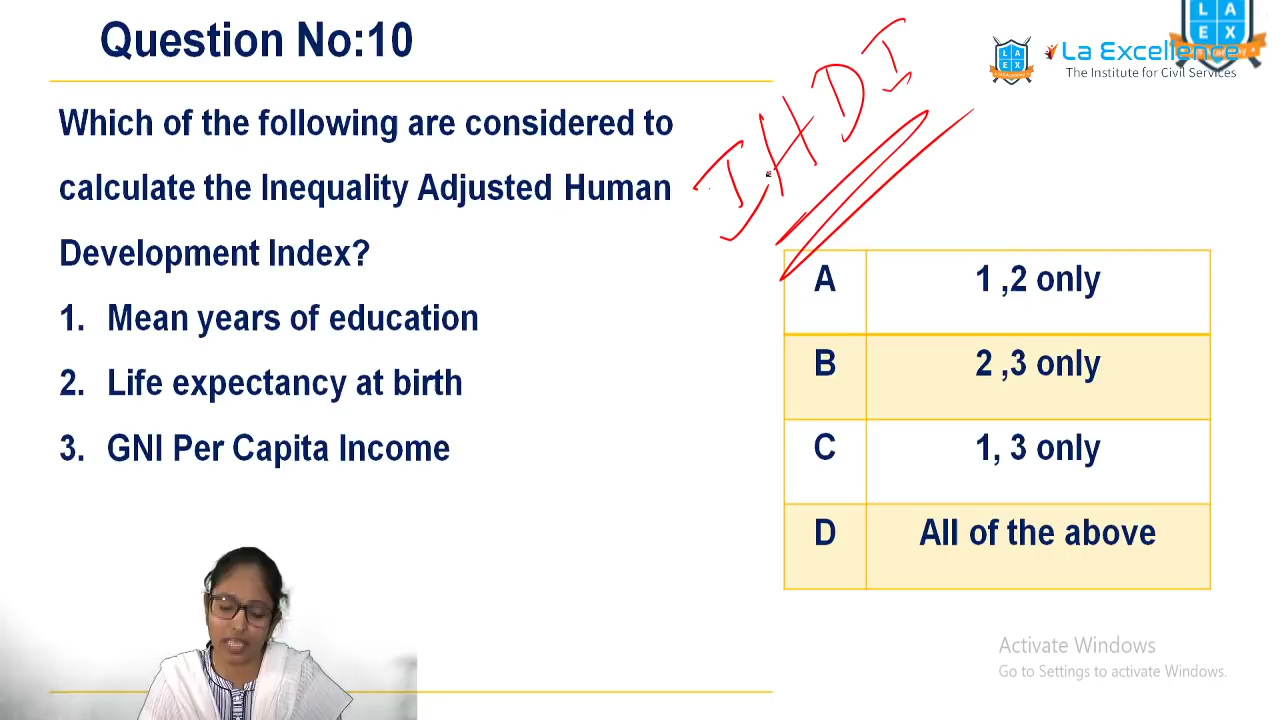 Question No:10
L A
E X
La Excellence
The Institute for Civil Services
IHDI
Which of the following are considered to
calculate the Inequality Adjusted Human
Development Index?
1. Mean years of education
2. Life expectancy at birth
3. GNI Per Capita Income
A 1 ,2 only
B 2 ,3 only
C 1, 3 only
D All of the above
Activate Windows
Go to Settings to activate Windows.